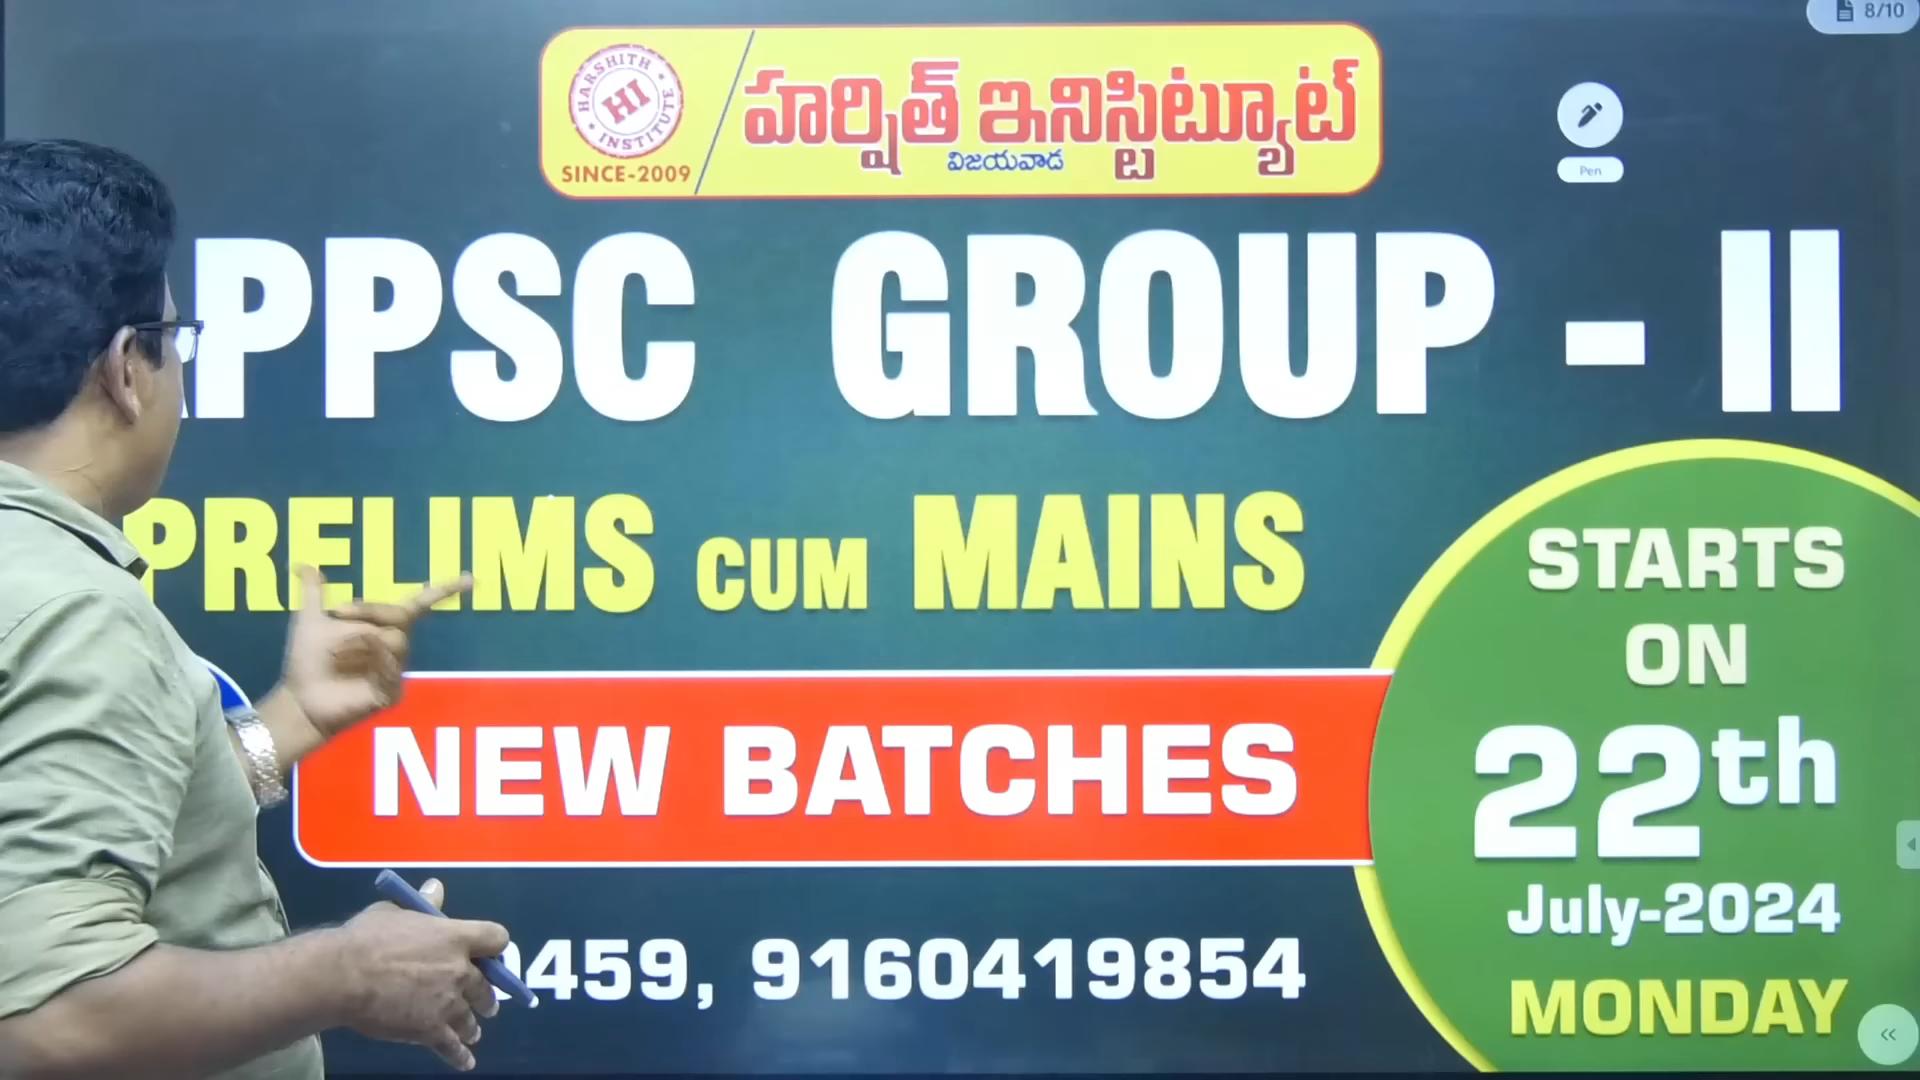 8/10
HARSHITH
HI
INSTITUTE
SINCE-2009
హర్షిత్ ఇనిస్టిట్యూట్
విజయవాడ
Pen
PPSC GROUP - II
PRELIMS CUM MAINS
NEW BATCHES
STARTS
ON
22th
July-2024
MONDAY
459, 9160419854